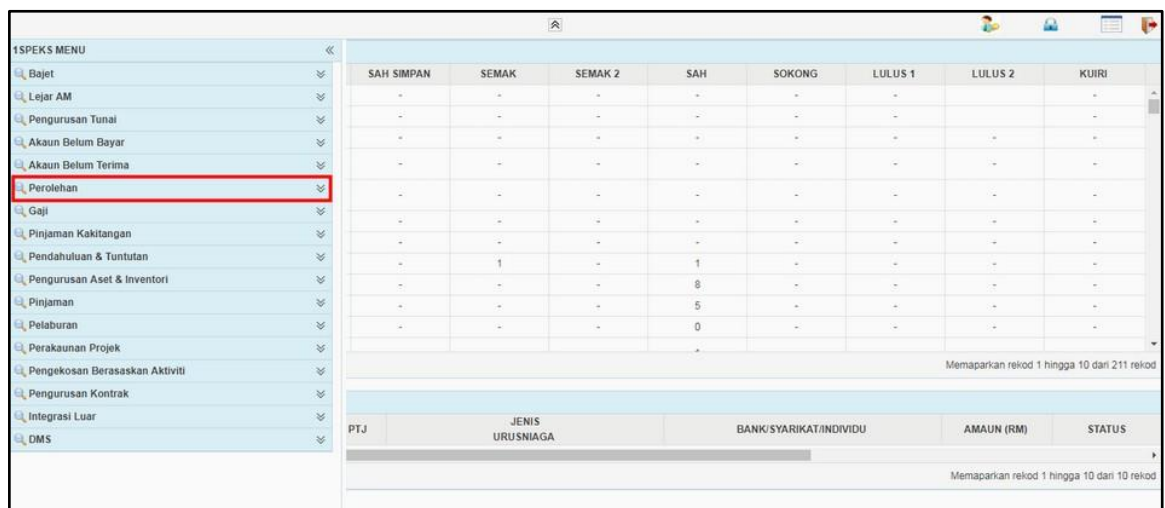 1SPEKS MENU
Bajet
Lejar AM
Pengurusan Tunai
Akaun Belum Bayar
Akaun Belum Terima
Perolehan
Gaji
Pinjaman Kakitangan
Pendahuluan & Tuntutan
Pengurusan Aset & Inventori
Pinjaman
Pelaburan
Perakaunan Projek
Pengekosan Berasaskan Aktiviti
Pengurusan Kontrak
Integrasi Luar
DMS
SAH SIMPAN SEMAK SEMAK 2 SAH SOKONG LULUS 1 LULUS 2 KUIRI
- - - - - - -
- - - - - - -
- - - - - - - -
- - - - - - - -
- - - - - - - -
- - - - - - - -
- - - - - - - -
- 1 - 1 - - - -
- - - 8 - - - -
- - - 5 - - - -
- - - 0 - - - -
Memaparkan rekod 1 hingga 10 dari 211 rekod
PTJ JENIS URUSNIAGA BANK/SYARIKAT/INDIVIDU AMAUN (RM) STATUS
Memaparkan rekod 1 hingga 10 dari 10 rekod